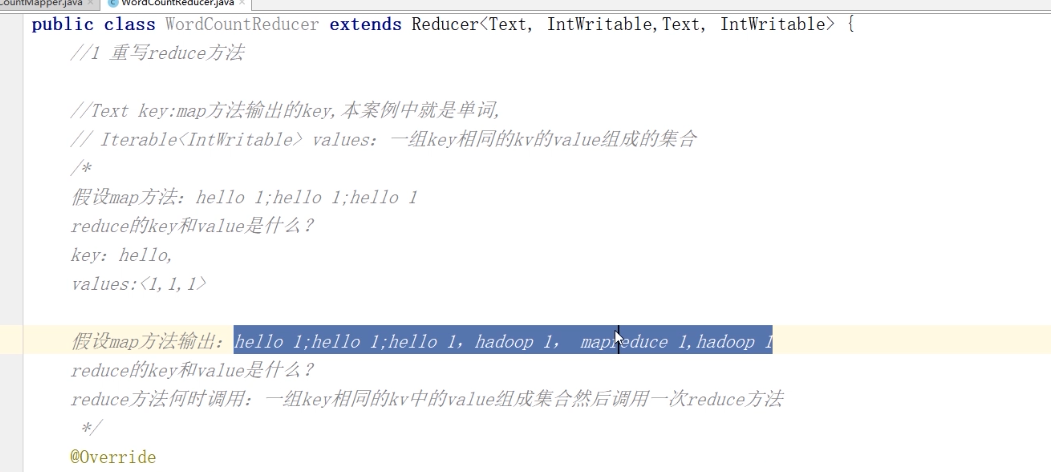 CountMapper.java
WordCountReducer.java
public class WordCountReducer extends Reducer<Text, IntWritable,Text, IntWritable> {
//1 重写reduce方法
//Text key:map方法输出的key,本案例中就是单词,
// Iterable<IntWritable> values：一组key相同的kv的value组成的集合
/*
假设map方法：hello 1;hello 1;hello 1
reduce的key和value是什么？
key：hello,
values:<1,1,1>
假设map方法输出：hello 1;hello 1;hello 1，hadoop 1， mapreduce 1,hadoop 1
reduce的key和value是什么？
reduce方法何时调用：一组key相同的kv中的value组成集合然后调用一次reduce方法
*/
@Override